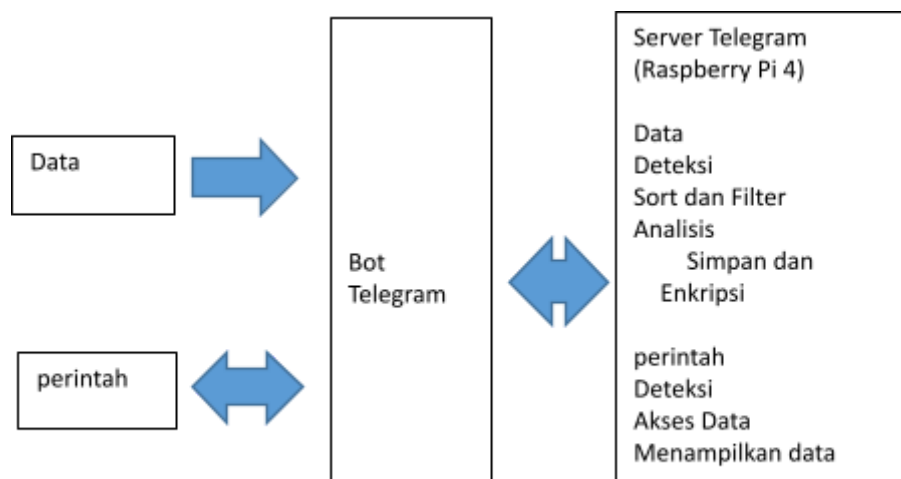 Data
perintah
Bot
Telegram
Server Telegram
(Raspberry Pi 4)
Data
Deteksi
Sort dan Filter
Analisis
Simpan dan
Enkripsi
perintah
Deteksi
Akses Data
Menampilkan data